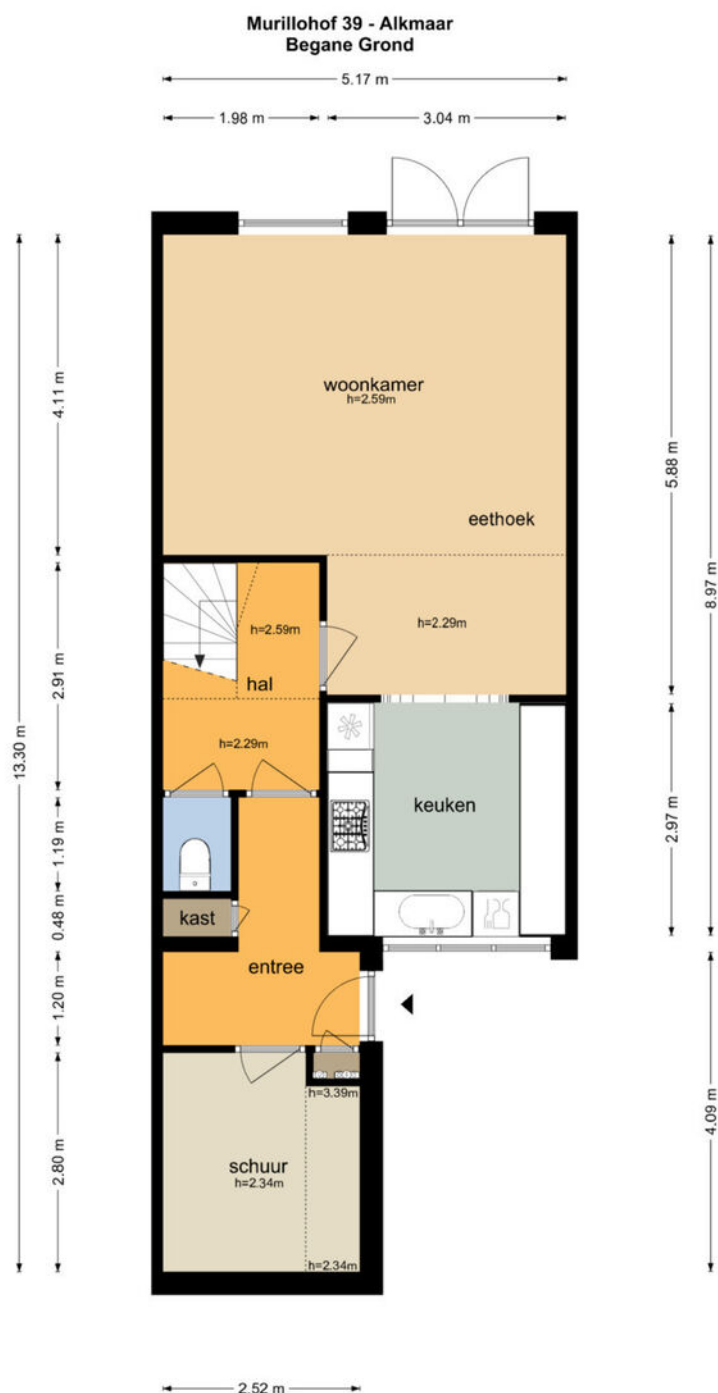 Murillohof 39 - Alkmaar
Begane Grond
5.17 m
1.98 m
3.04 m
woonkamer
h=2.59m
eethoek
h=2.29m
h=2.59m
hal
h=2.29m
keuken
kast
entree
h=3.39m
schuur
h=2.34m
h=2.34m
13.30 m
4.11 m
2.91 m
1.19 m
0.48 m
1.20 m
2.80 m
5.88 m
2.97 m
8.97 m
4.09 m
2.52 m